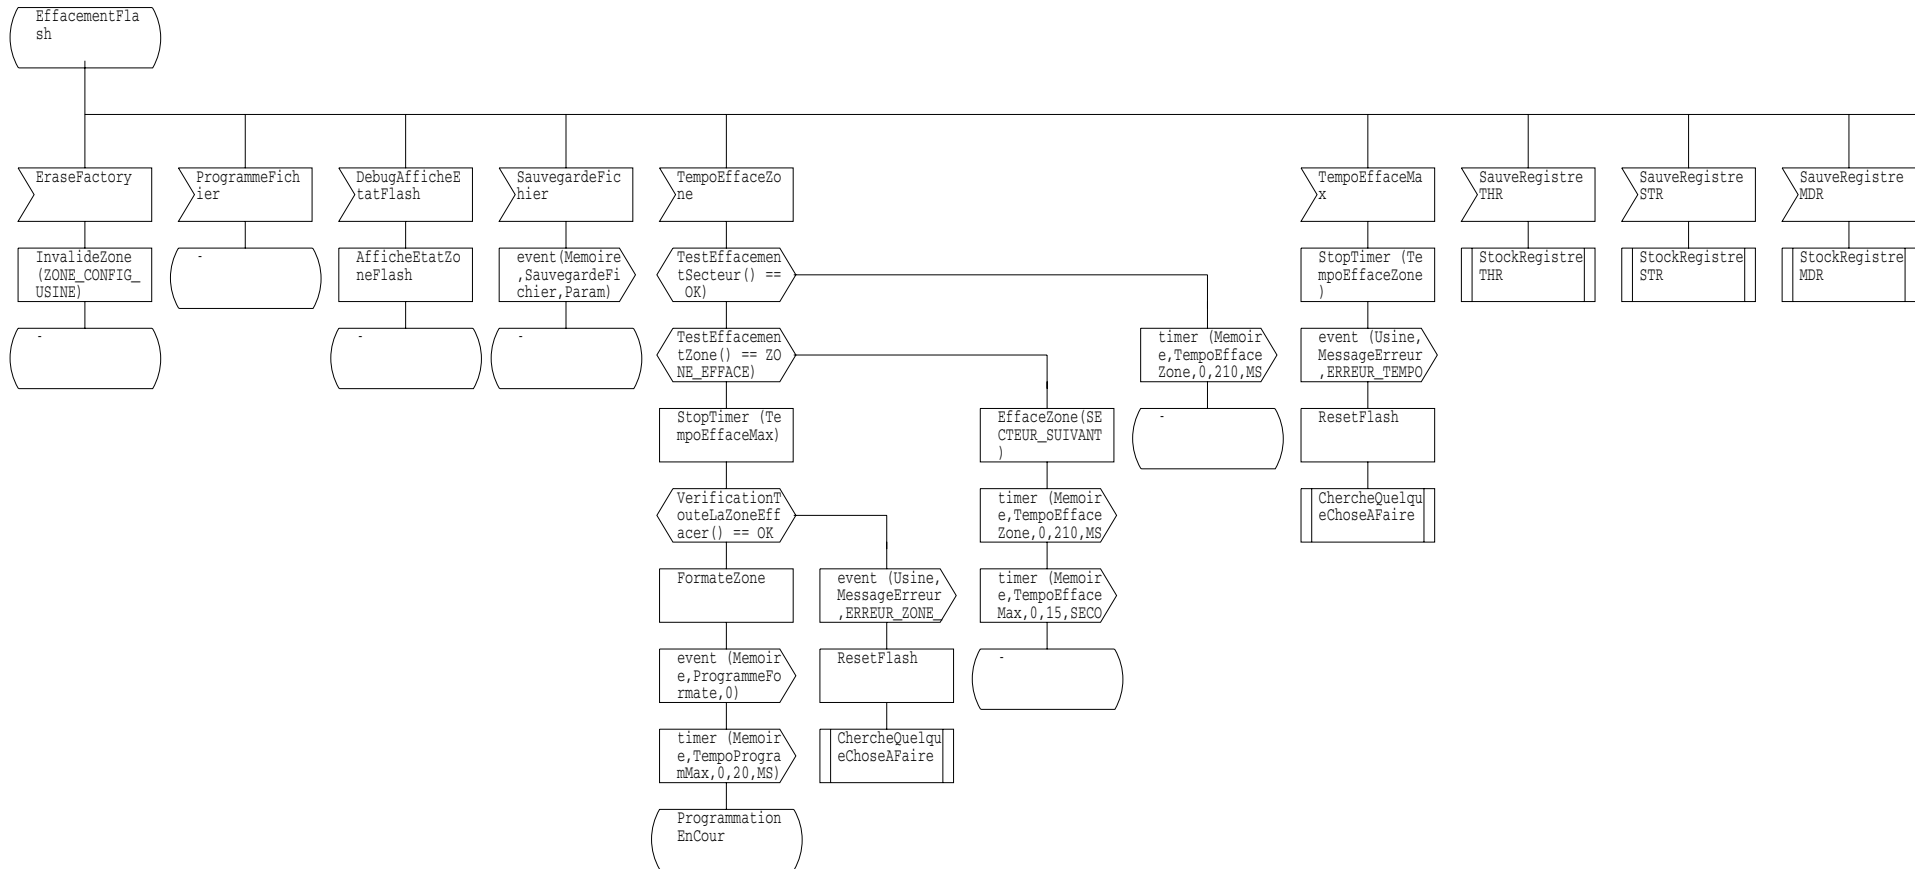 EffacementFla
sh
EraseFactory
InvalideZone
(ZONE_CONFIG_
USINE)
-
ProgrammeFich
ier
-
DebugAfficheE
tatFlash
AfficheEtatZo
neFlash
-
SauvegardeFic
hier
event(Memoire
,SauvegardeFi
chier,Param)
-
TempoEffaceZo
ne
TestEffacemen
tSecteur() ==
OK)
TestEffacemen
tZone() == ZO
NE_EFFACE)
StopTimer (Te
mpoEffaceMax)
VerificationT
outeLaZoneEff
acer() == OK
FormateZone
event (Memoir
e,ProgrammeFo
rmate,0)
timer (Memoir
e,TempoProgra
mMax,0,20,MS)
Programmation
EnCour
event (Usine,
MessageErreur
,ERREUR_ZONE_
ResetFlash
ChercheQuelqu
eChoseAFaire
EffaceZone(SE
CTEUR_SUIVANT
)
timer (Memoir
e,TempoEfface
Zone,0,210,MS
timer (Memoir
e,TempoEfface
Max,0,15,SECO
-
timer (Memoir
e,TempoEfface
Zone,0,210,MS
-
TempoEffaceMa
x
StopTimer (Te
mpoEffaceZone
)
event (Usine,
MessageErreur
,ERREUR_TEMPO
ResetFlash
ChercheQuelqu
eChoseAFaire
SauveRegistre
THR
StockRegistre
THR
SauveRegistre
STR
StockRegistre
STR
SauveRegistre
MDR
StockRegistre
MDR